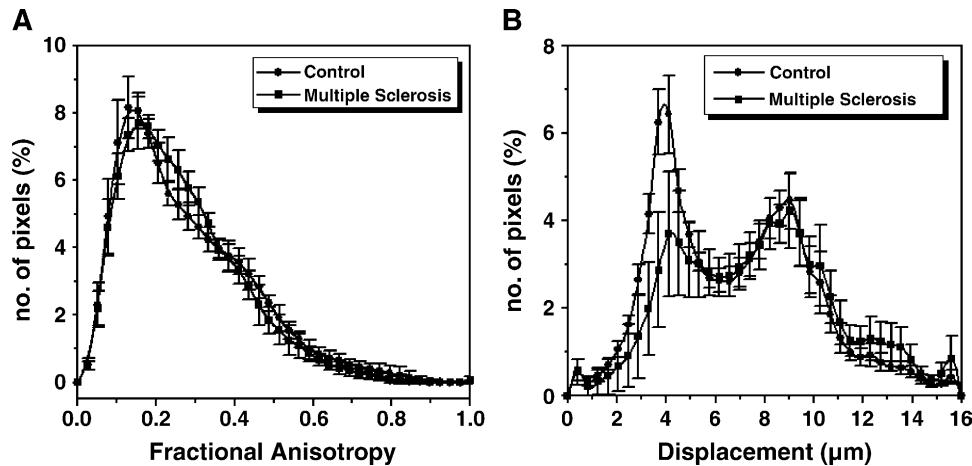 A
B
10
8
6
4
2
0
0.0
0.2
0.4
0.6
0.8
1.0
no. of pixels (%)
Fractional Anisotropy
Control
Multiple Sclerosis
8
6
4
2
0
0
2
4
6
8
10
12
14
16
no. of pixels (%)
Displacement (µm)
Control
Multiple Sclerosis